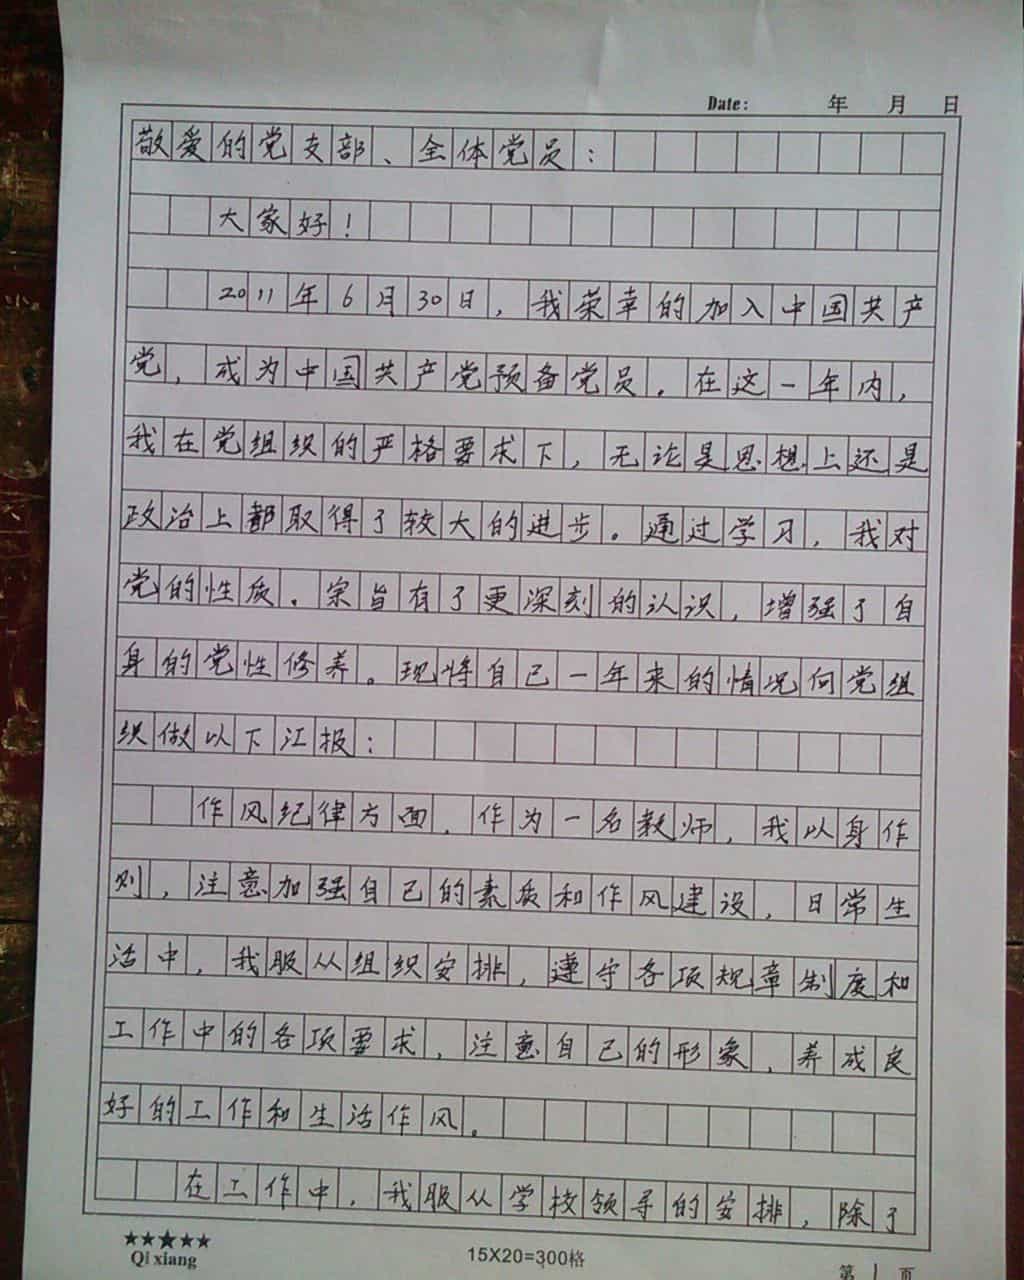 Date: 年 月 日
敬爱的党支部、全体党员：
大家好！
2011年6月30日，我荣幸的加入中国共产
党，成为中国共产党预备党员。在这一年内，
我在党组织的严格要求下，无论是思想上还是
政治上都取得了较大的进步。通过学习，我对
党的性质、宗旨有了更深刻的认识，增强了自
身的党性修养。现将自己一年来的情况向党组
织做以下汇报：
作风纪律方面，作为一名教师，我以身作
则，注意加强自己的素质和作风建设，日常生
活中，我服从组织安排，遵守各项规章制度和
工作中的各项要求，注意自己的形象，养成良
好的工作和生活作风。
在工作中，我服从学校领导的安排，除了
★★★★★
Qi xiang
15X20=300格
第 1 页